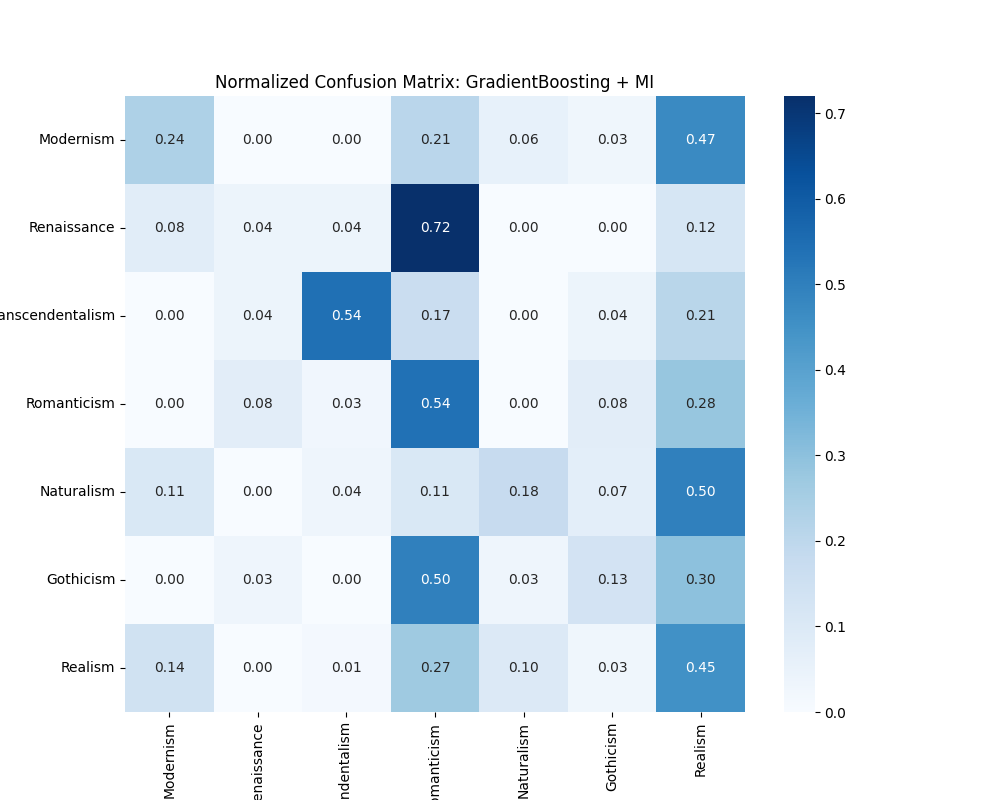 Normalized Confusion Matrix: GradientBoosting + MI
Modernism 0.24 0.00 0.00 0.21 0.06 0.03 0.47
Renaissance 0.08 0.04 0.04 0.72 0.00 0.00 0.12
anscendentalism 0.00 0.04 0.54 0.17 0.00 0.04 0.21
Romanticism 0.00 0.08 0.03 0.54 0.00 0.08 0.28
Naturalism 0.11 0.00 0.04 0.11 0.18 0.07 0.50
Gothicism 0.00 0.03 0.00 0.50 0.03 0.13 0.30
Realism 0.14 0.00 0.01 0.27 0.10 0.03 0.45
Modernism
enaissance
ndentalism
omanticism
Naturalism
Gothicism
Realism
0.7
0.6
0.5
0.4
0.3
0.2
0.1
0.0